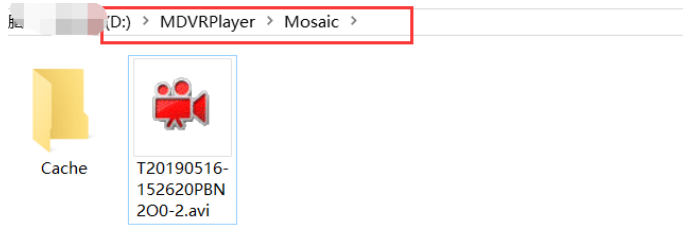 (D:) > MDVRPlayer > Mosaic >
Cache
T20190516-
152620PBN
2O0-2.avi